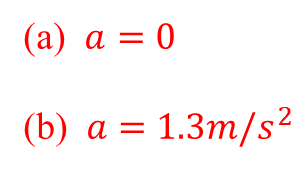 (a) a = 0
(b) a = 1.3m/s²